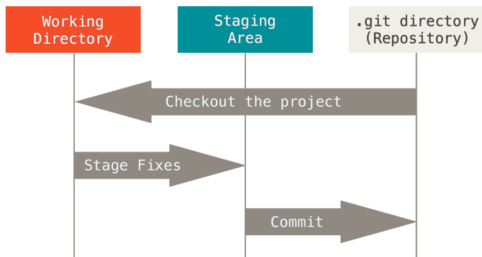 Working
Directory
Staging
Area
.git directory
(Repository)
Checkout the project
Stage Fixes
Commit